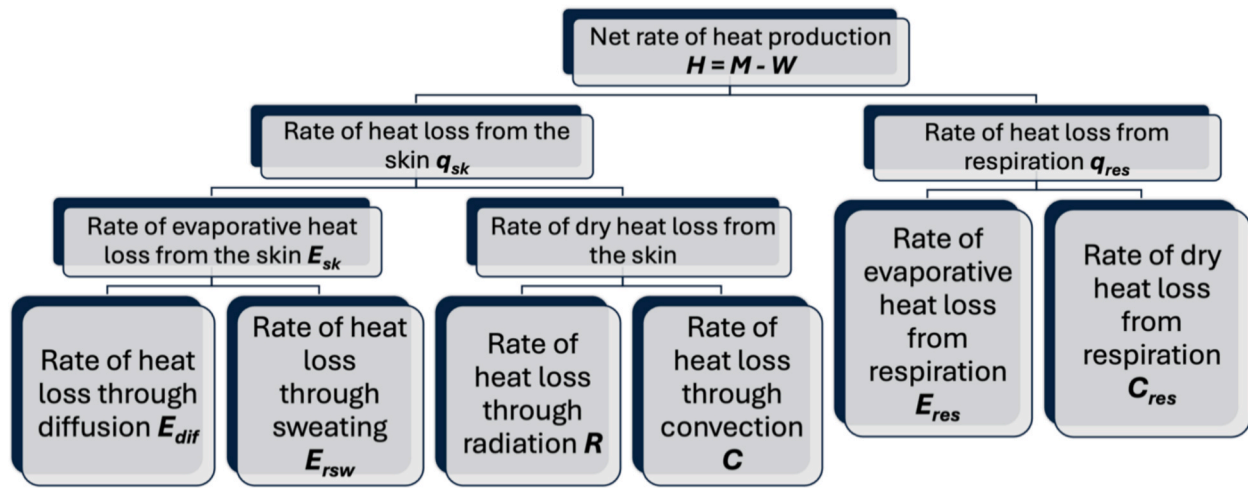 Net rate of heat production
H = M - W
Rate of heat loss from the
skin qsk
Rate of heat loss from
respiration qres
Rate of evaporative heat
loss from the skin Esk
Rate of dry heat loss from
the skin
Rate of
evaporative
heat loss
from
respiration
Eres
Rate of dry
heat loss
from
respiration
Cres
Rate of heat
loss through
diffusion Edif
Rate of heat
loss
through
sweating
Ersw
Rate of
heat loss
through
radiation R
Rate of
heat loss
through
convection
C